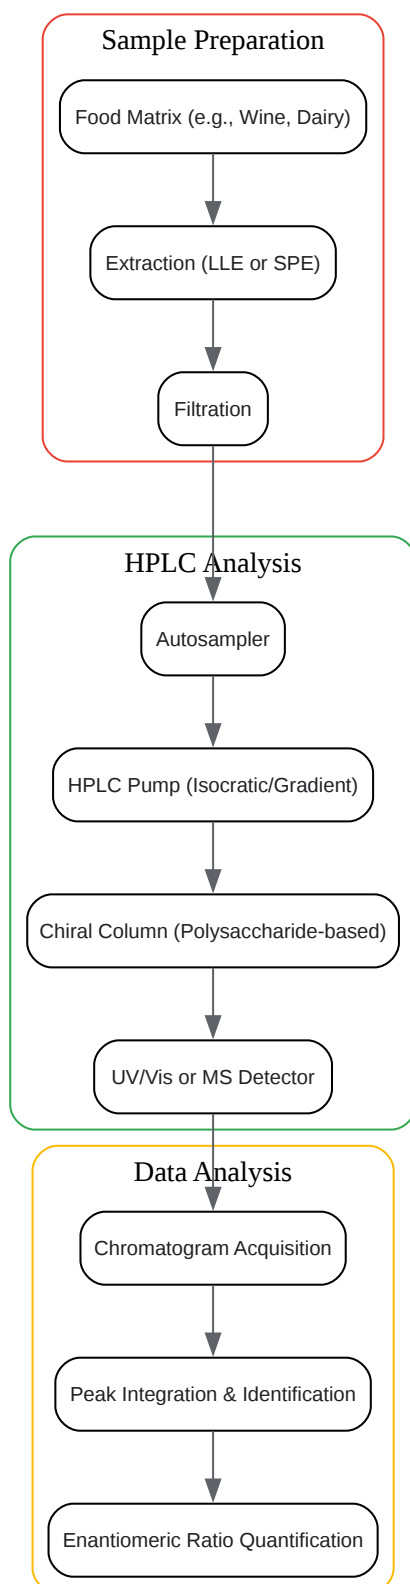 Sample Preparation
Food Matrix (e.g., Wine, Dairy)
Extraction (LLE or SPE)
Filtration
HPLC Analysis
Autosampler
HPLC Pump (Isocratic/Gradient)
Chiral Column (Polysaccharide-based)
UV/Vis or MS Detector
Data Analysis
Chromatogram Acquisition
Peak Integration & Identification
Enantiomeric Ratio Quantification